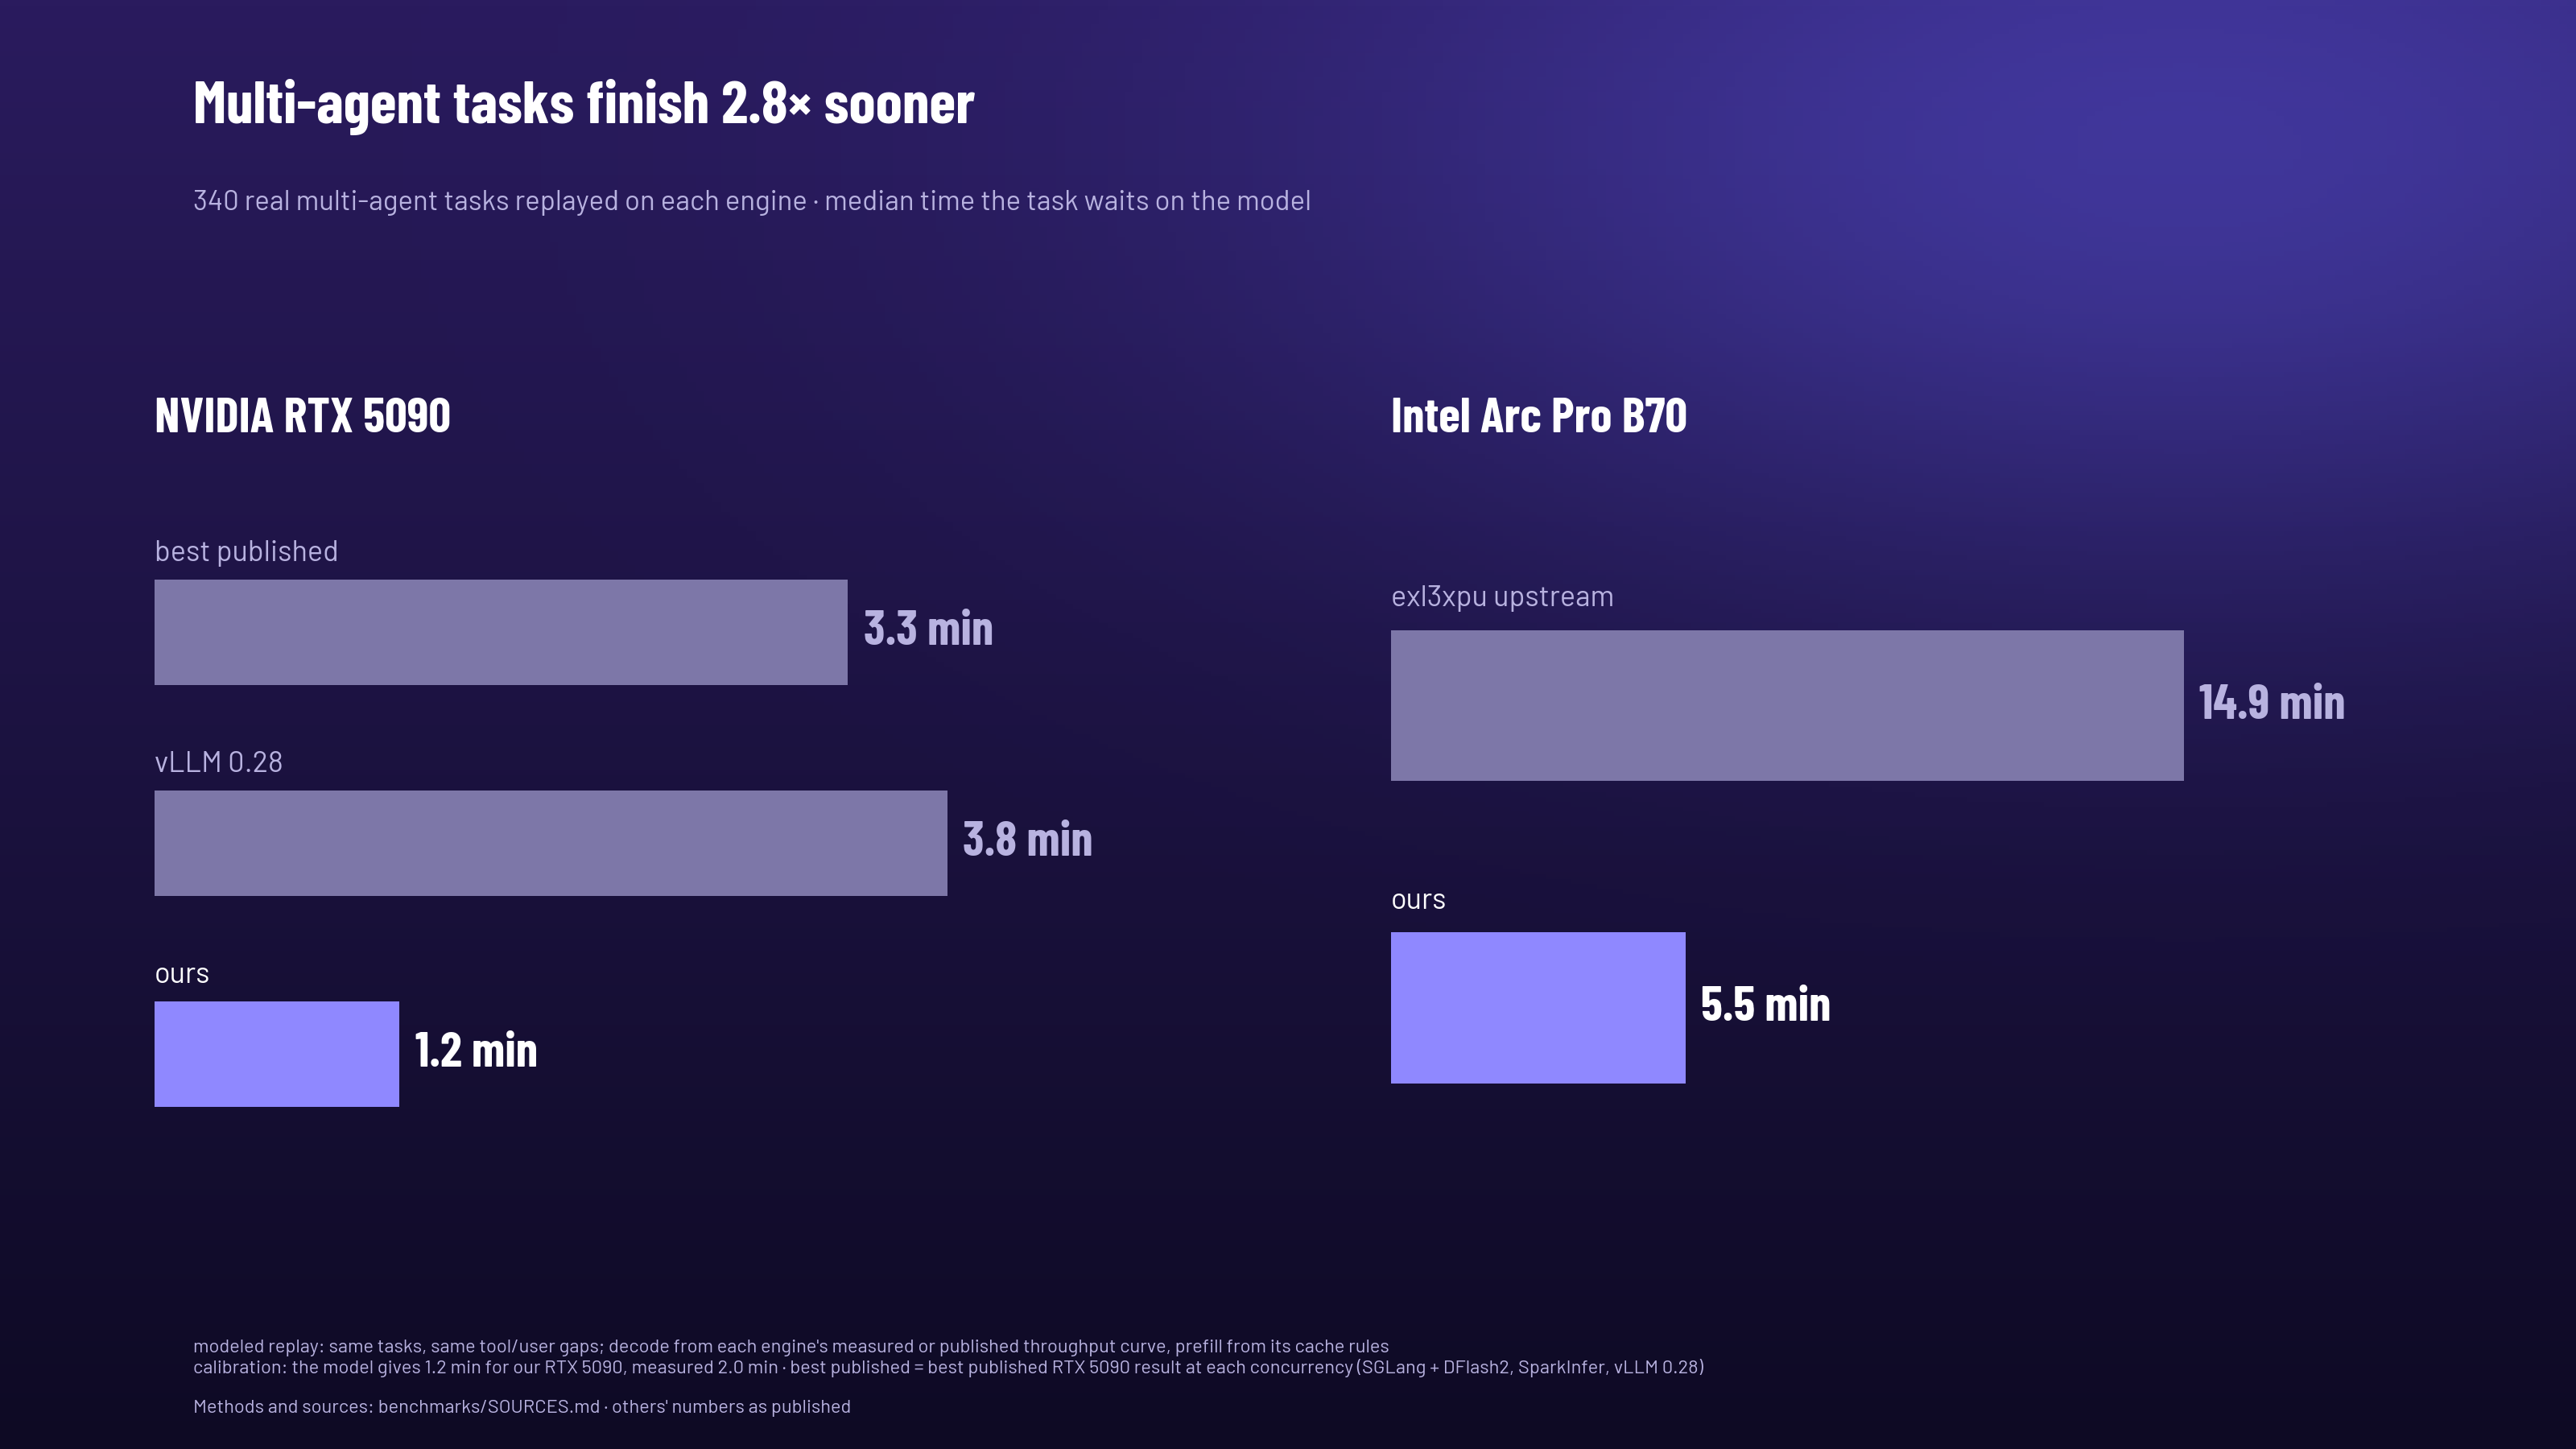 Multi-agent tasks finish 2.8× sooner
340 real multi-agent tasks replayed on each engine · median time the task waits on the model
NVIDIA RTX 5090
best published
3.3 min
vLLM 0.28
3.8 min
ours
1.2 min
Intel Arc Pro B70
exl3xpu upstream
14.9 min
ours
5.5 min
modeled replay: same tasks, same tool/user gaps; decode from each engine's measured or published throughput curve, prefill from its cache rules
calibration: the model gives 1.2 min for our RTX 5090, measured 2.0 min · best published = best published RTX 5090 result at each concurrency (SGLang + DFlash2, SparkInfer, vLLM 0.28)
Methods and sources: benchmarks/SOURCES.md · others' numbers as published